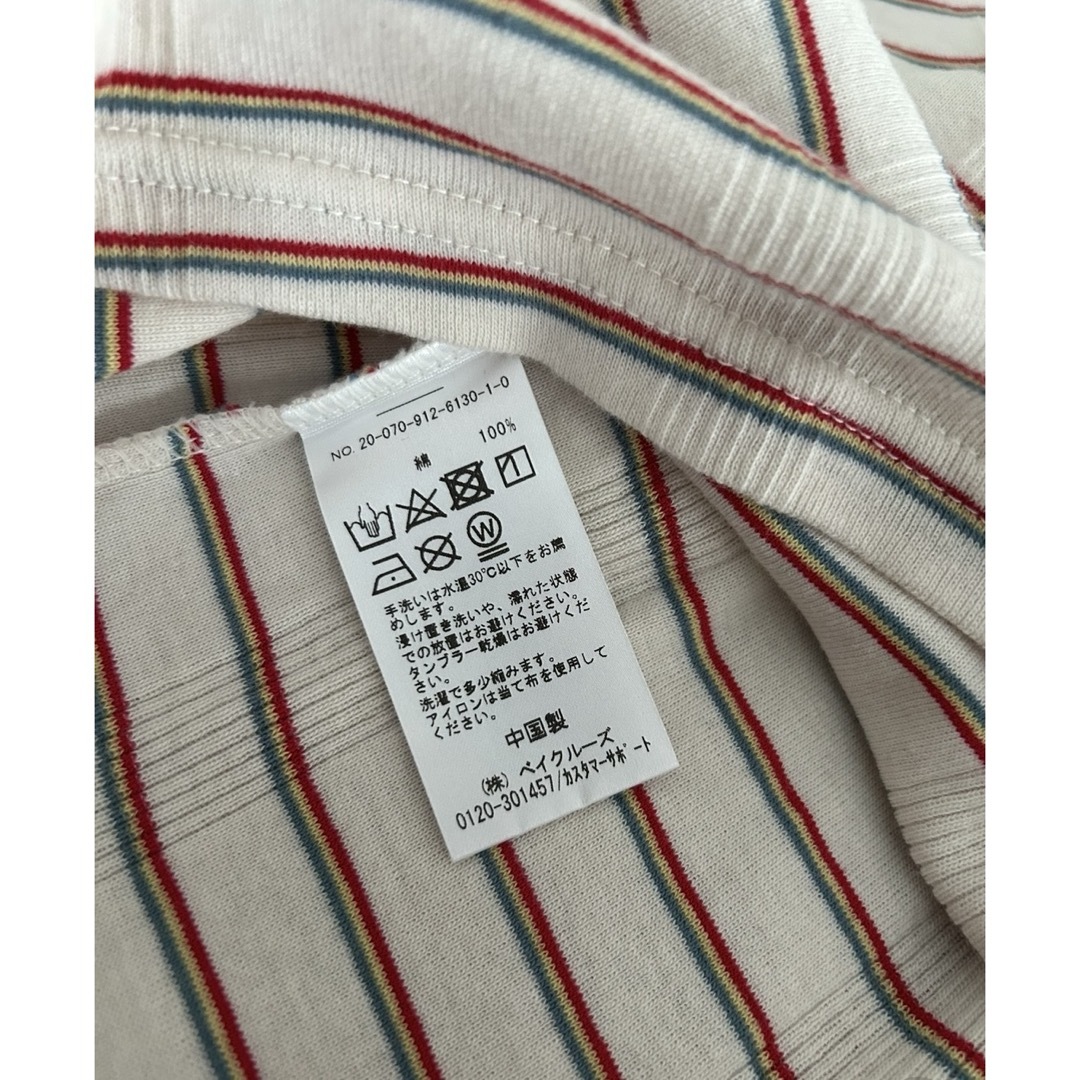 NO. 20-070-912-6130-1-0
綿 100%
W
手洗いは水温30℃以下をお薦
めします。
浸け置き洗いや、濡れた状態
での放置はお避けください。
タンブラー乾燥はお避けくだ
さい。
洗濯で多少縮みます。
アイロンは当て布を使用して
ください。
中国製
(株) ベイクルーズ
0120-301457/カスタマーサポート